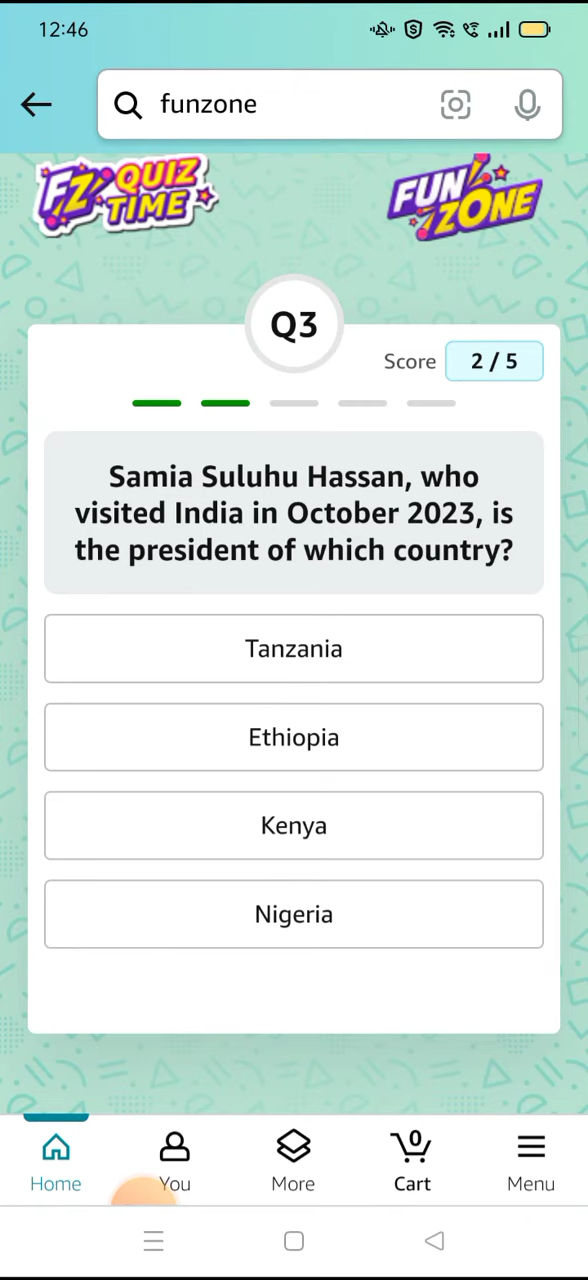 12:46
funzone
FZ QUIZ
TIME
FUN
ZONE
Q3
Score 2 / 5
Samia Suluhu Hassan, who
visited India in October 2023, is
the president of which country?
Tanzania
Ethiopia
Kenya
Nigeria
0
Home You More Cart Menu